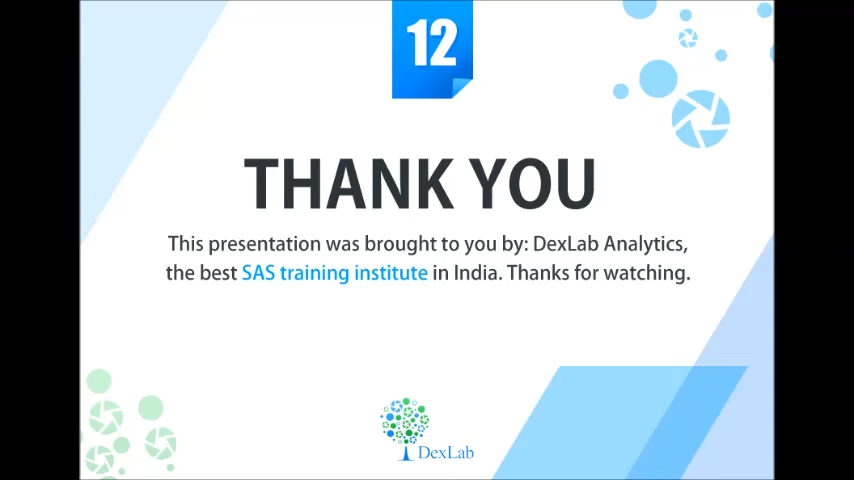 12
THANK YOU
This presentation was brought to you by: DexLab Analytics,
the best SAS training institute in India. Thanks for watching.
DexLab